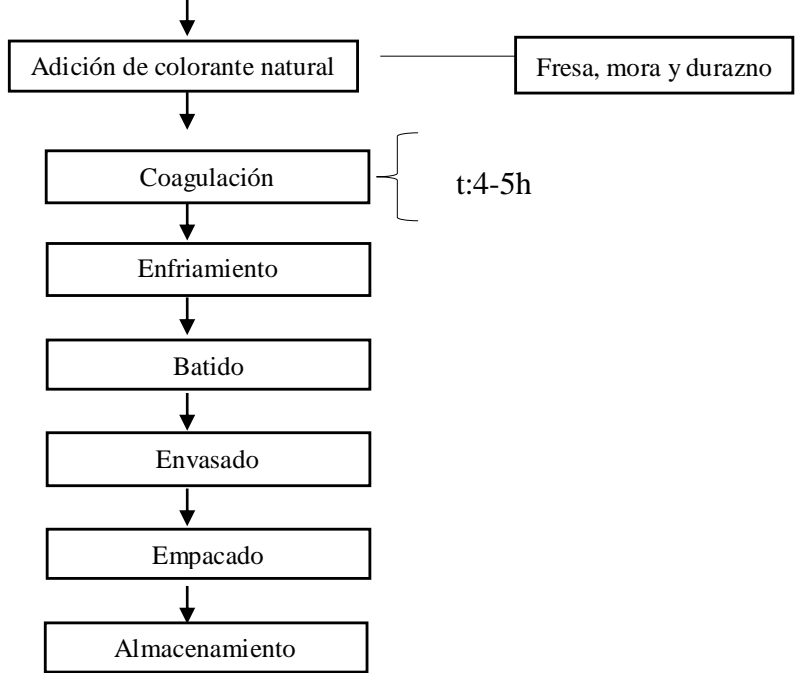 Adición de colorante natural
Fresa, mora y durazno
Coagulación
t:4-5h
Enfriamiento
Batido
Envasado
Empacado
Almacenamiento